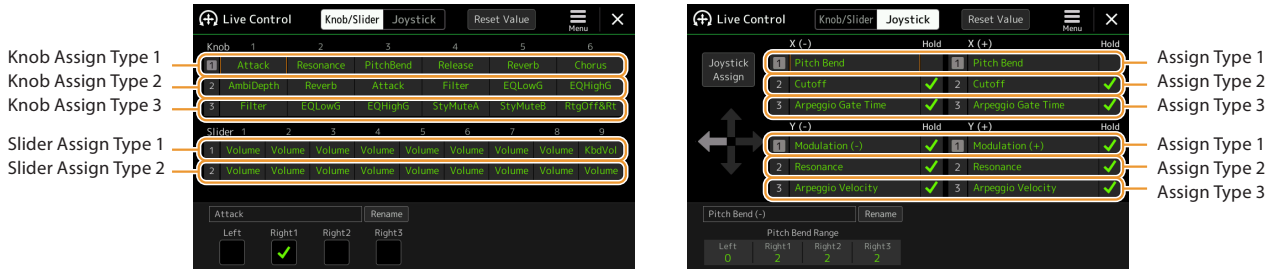 Live Control Knob/Slider Joystick Reset Value Menu
Knob 1 2 3 4 5 6
Knob Assign Type 1 1 Attack Resonance PitchBend Release Reverb Chorus
Knob Assign Type 2 2 AmbiDepth Reverb Attack Filter EQLowG EQHighG
Knob Assign Type 3 3 Filter EQLowG EQHighG StyMuteA StyMuteB RtgOff&Rt
Slider 1 2 3 4 5 6 7 8 9
Slider Assign Type 1 1 Volume Volume Volume Volume Volume Volume Volume Volume KbdVol
Slider Assign Type 2 2 Volume Volume Volume Volume Volume Volume Volume Volume Volume
Attack Rename
Left Right1 Right2 Right3
Live Control Knob/Slider Joystick Reset Value Menu
X (-) Hold X (+) Hold
Joystick
Assign
1 Pitch Bend 1 Pitch Bend Assign Type 1
2 Cutoff 2 Cutoff Assign Type 2
3 Arpeggio Gate Time 3 Arpeggio Gate Time Assign Type 3
Y (-) Hold Y (+) Hold
1 Modulation (-) 1 Modulation (+) Assign Type 1
2 Resonance 2 Resonance Assign Type 2
3 Arpeggio Velocity 3 Arpeggio Velocity Assign Type 3
Pitch Bend (-) Rename
Pitch Bend Range
Left Right1 Right2 Right3
0 2 2 2